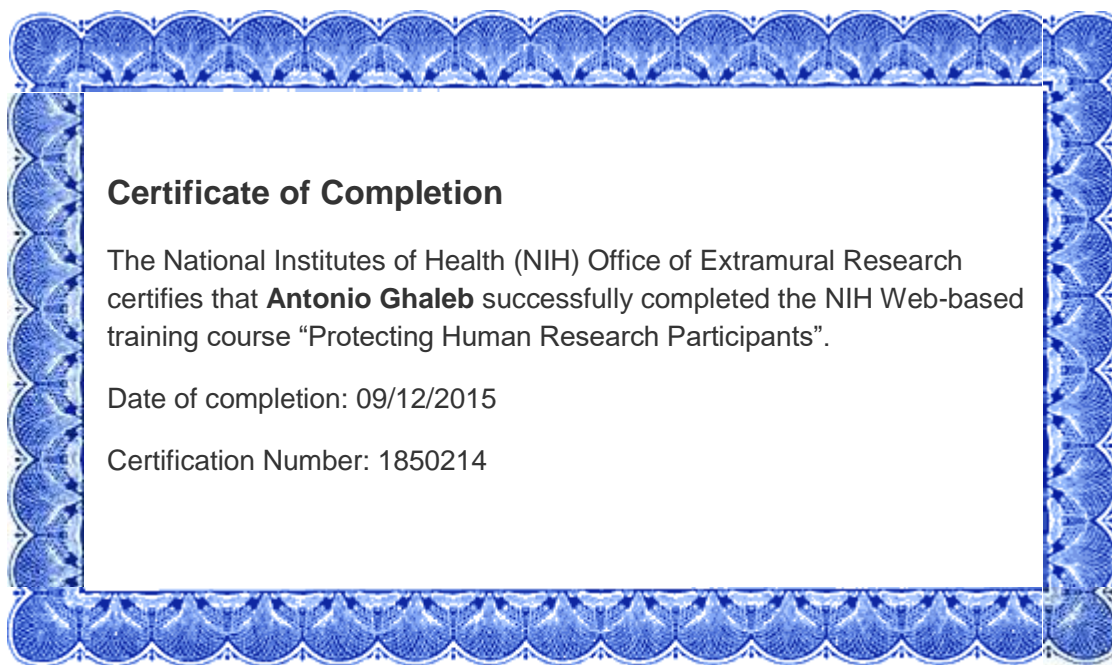 Certificate of Completion
The National Institutes of Health (NIH) Office of Extramural Research
certifies that Antonio Ghaleb successfully completed the NIH Web-based
training course “Protecting Human Research Participants”.
Date of completion: 09/12/2015
Certification Number: 1850214